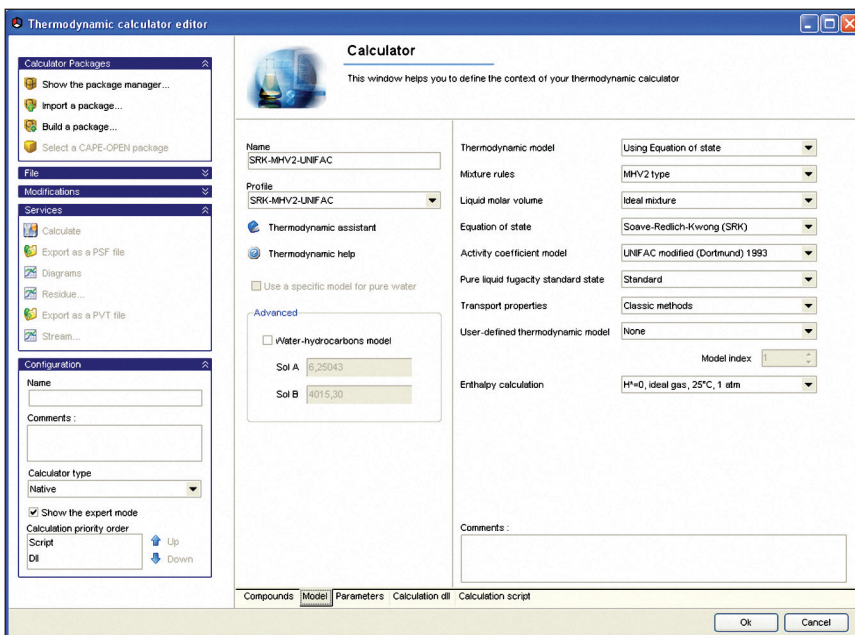 Thermodynamic calculator editor
Calculator Packages
Show the package manager...
Import a package...
Build a package...
Select a CAPE-OPEN package
File
Modifications
Services
Calculate
Export as a PSF file
Diagrams
Residue...
Export as a PVT file
Stream...
Configuration
Name
Comments :
Calculator type
Native
Show the expert mode
Calculation priority order
Script
Dll
Up
Down
Calculator
This window helps you to define the context of your thermodynamic calculator
Name
SRK-MHV2-UNIFAC
Profile
SRK-MHV2-UNIFAC
Thermodynamic assistant
Thermodynamic help
Use a specific model for pure water
Advanced
Water-hydrocarbons model
Sol A 6,25043
Sol B 4015,30
Thermodynamic model Using Equation of state
Mixture rules MHV2 type
Liquid molar volume Ideal mixture
Equation of state Soave-Redlich-Kwong (SRK)
Activity coefficient model UNIFAC modified (Dortmund) 1993
Pure liquid fugacity standard state Standard
Transport properties Classic methods
User-defined thermodynamic model None
Model index 1
Enthalpy calculation H*=0, ideal gas, 25°C, 1 atm
Comments :
Compounds Model Parameters Calculation dll Calculation script
Ok Cancel